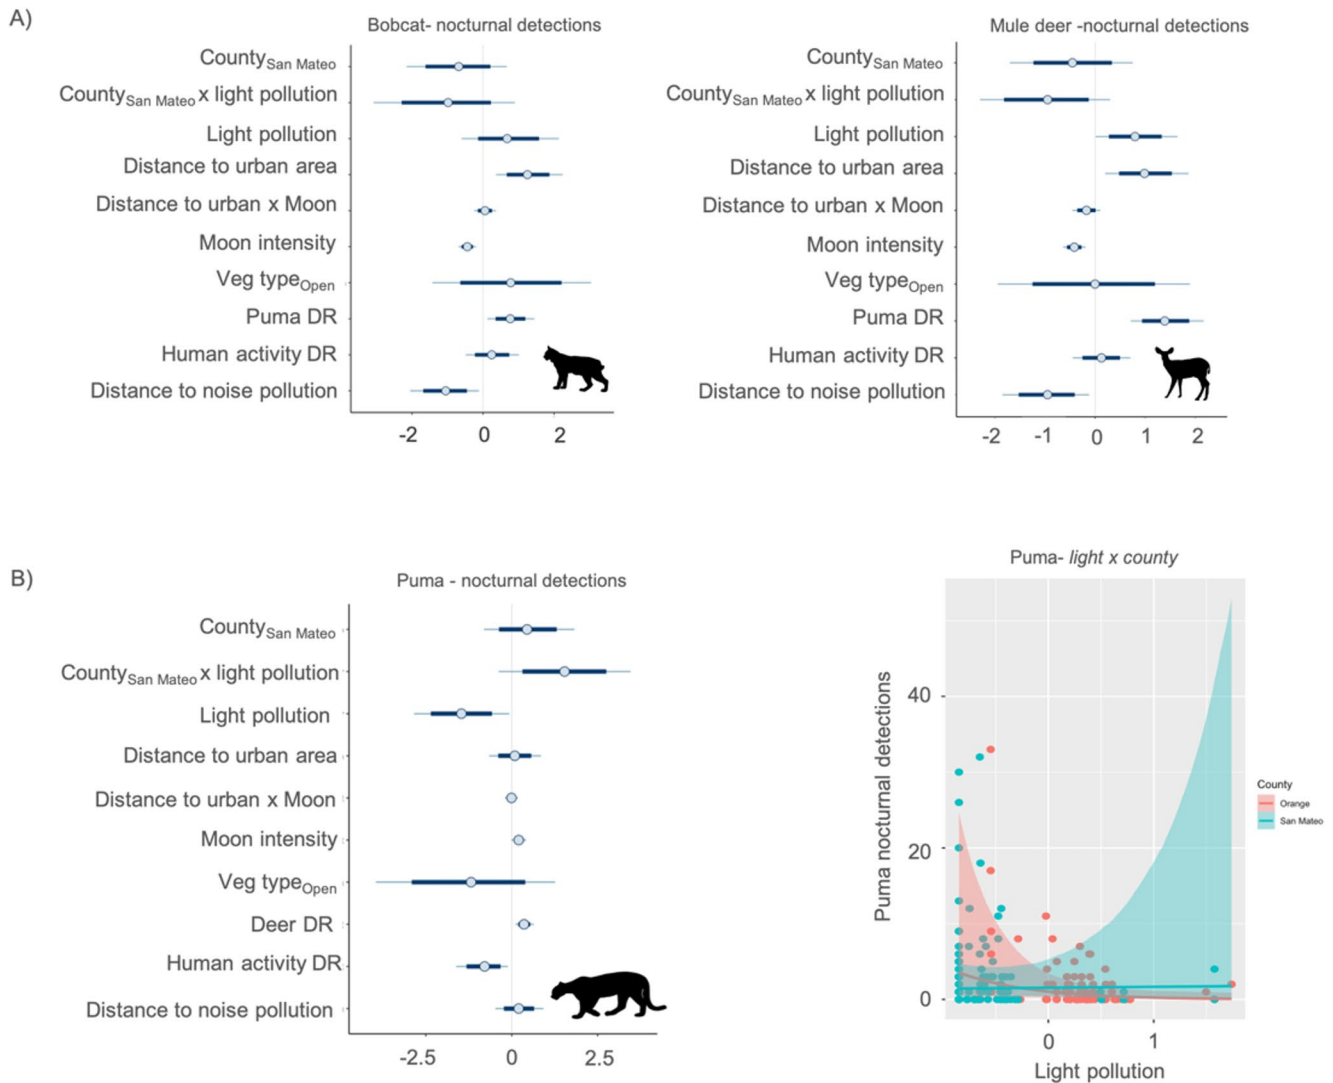 A)
Bobcat- nocturnal detections
County San Mateo
County San Mateo x light pollution
Light pollution
Distance to urban area
Distance to urban x Moon
Moon intensity
Veg type Open
Puma DR
Human activity DR
Distance to noise pollution
-2 0 2
Mule deer -nocturnal detections
County San Mateo
County San Mateo x light pollution
Light pollution
Distance to urban area
Distance to urban x Moon
Moon intensity
Veg type Open
Puma DR
Human activity DR
Distance to noise pollution
-2 -1 0 1 2
B)
Puma - nocturnal detections
County San Mateo
County San Mateo x light pollution
Light pollution
Distance to urban area
Distance to urban x Moon
Moon intensity
Veg type Open
Deer DR
Human activity DR
Distance to noise pollution
-2.5 0 2.5
Puma- light x county
Puma nocturnal detections
40
20
0
0 1
Light pollution
County
Orange
San Mateo